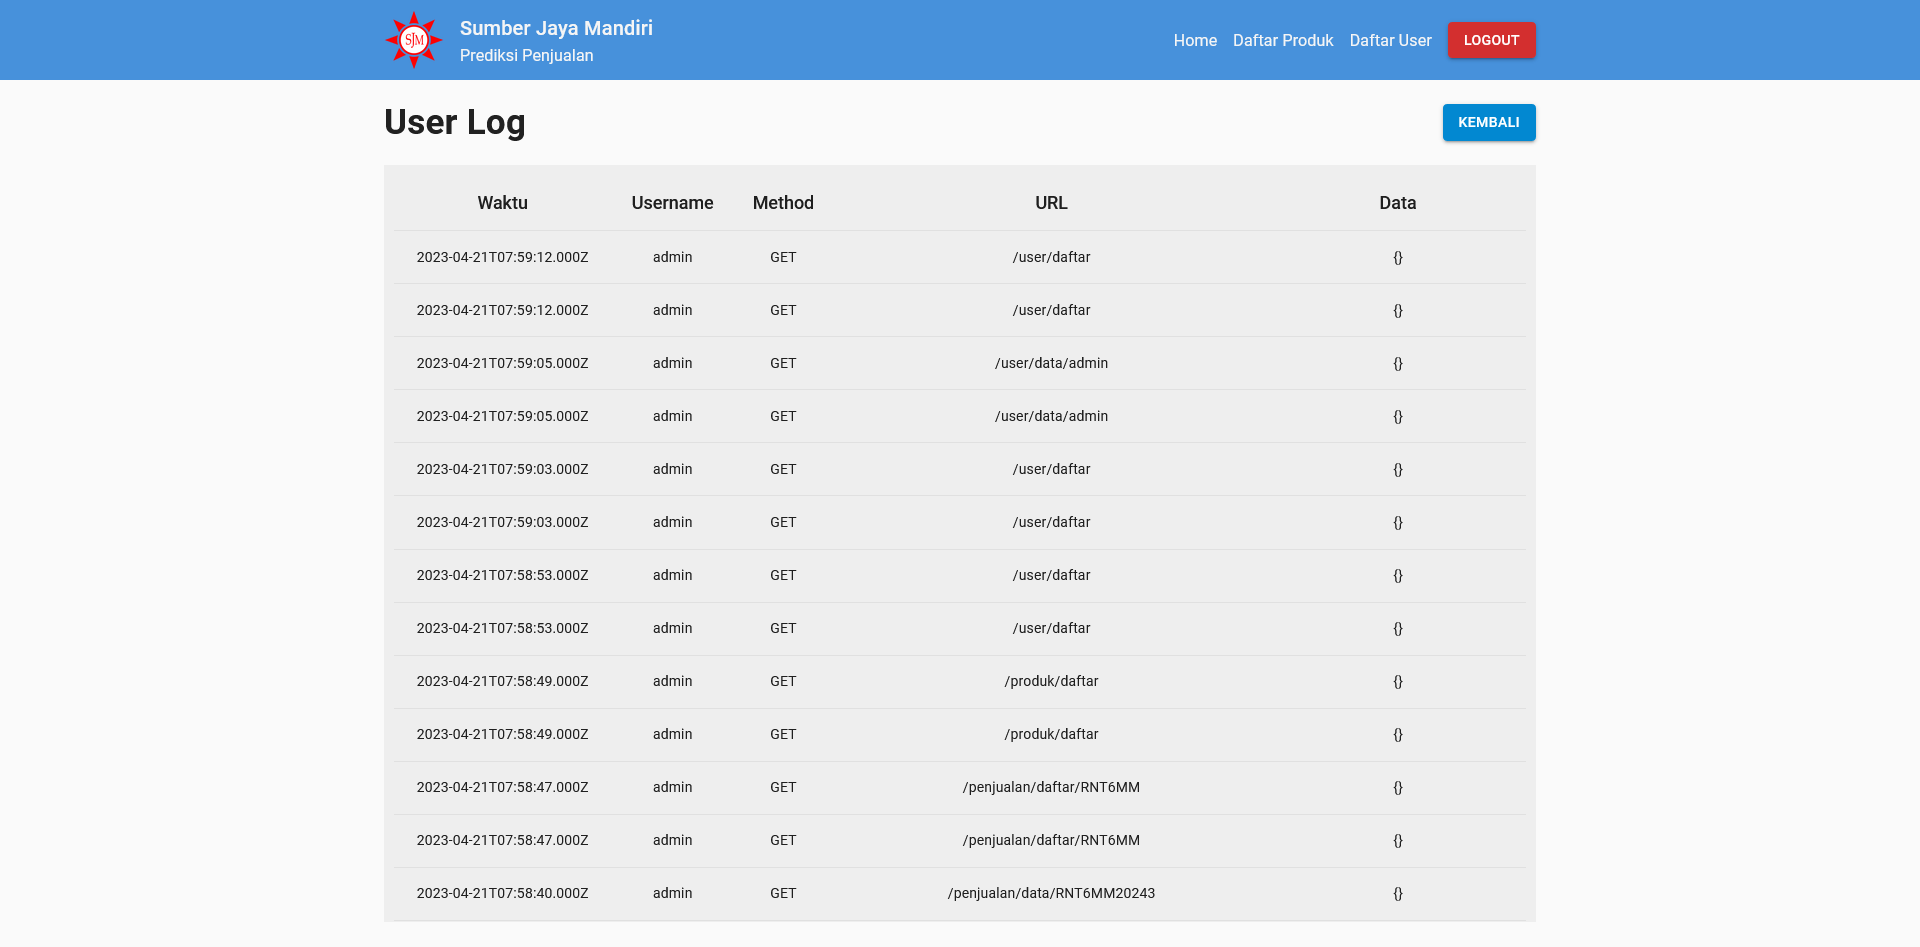 SJM
Sumber Jaya Mandiri
Prediksi Penjualan
Home Daftar Produk Daftar User LOGOUT
User Log
KEMBALI
Waktu Username Method URL Data
2023-04-21T07:59:12.000Z admin GET /user/daftar {}
2023-04-21T07:59:12.000Z admin GET /user/daftar {}
2023-04-21T07:59:05.000Z admin GET /user/data/admin {}
2023-04-21T07:59:05.000Z admin GET /user/data/admin {}
2023-04-21T07:59:03.000Z admin GET /user/daftar {}
2023-04-21T07:59:03.000Z admin GET /user/daftar {}
2023-04-21T07:58:53.000Z admin GET /user/daftar {}
2023-04-21T07:58:53.000Z admin GET /user/daftar {}
2023-04-21T07:58:49.000Z admin GET /produk/daftar {}
2023-04-21T07:58:49.000Z admin GET /produk/daftar {}
2023-04-21T07:58:47.000Z admin GET /penjualan/daftar/RNT6MM {}
2023-04-21T07:58:47.000Z admin GET /penjualan/daftar/RNT6MM {}
2023-04-21T07:58:40.000Z admin GET /penjualan/data/RNT6MM20243 {}